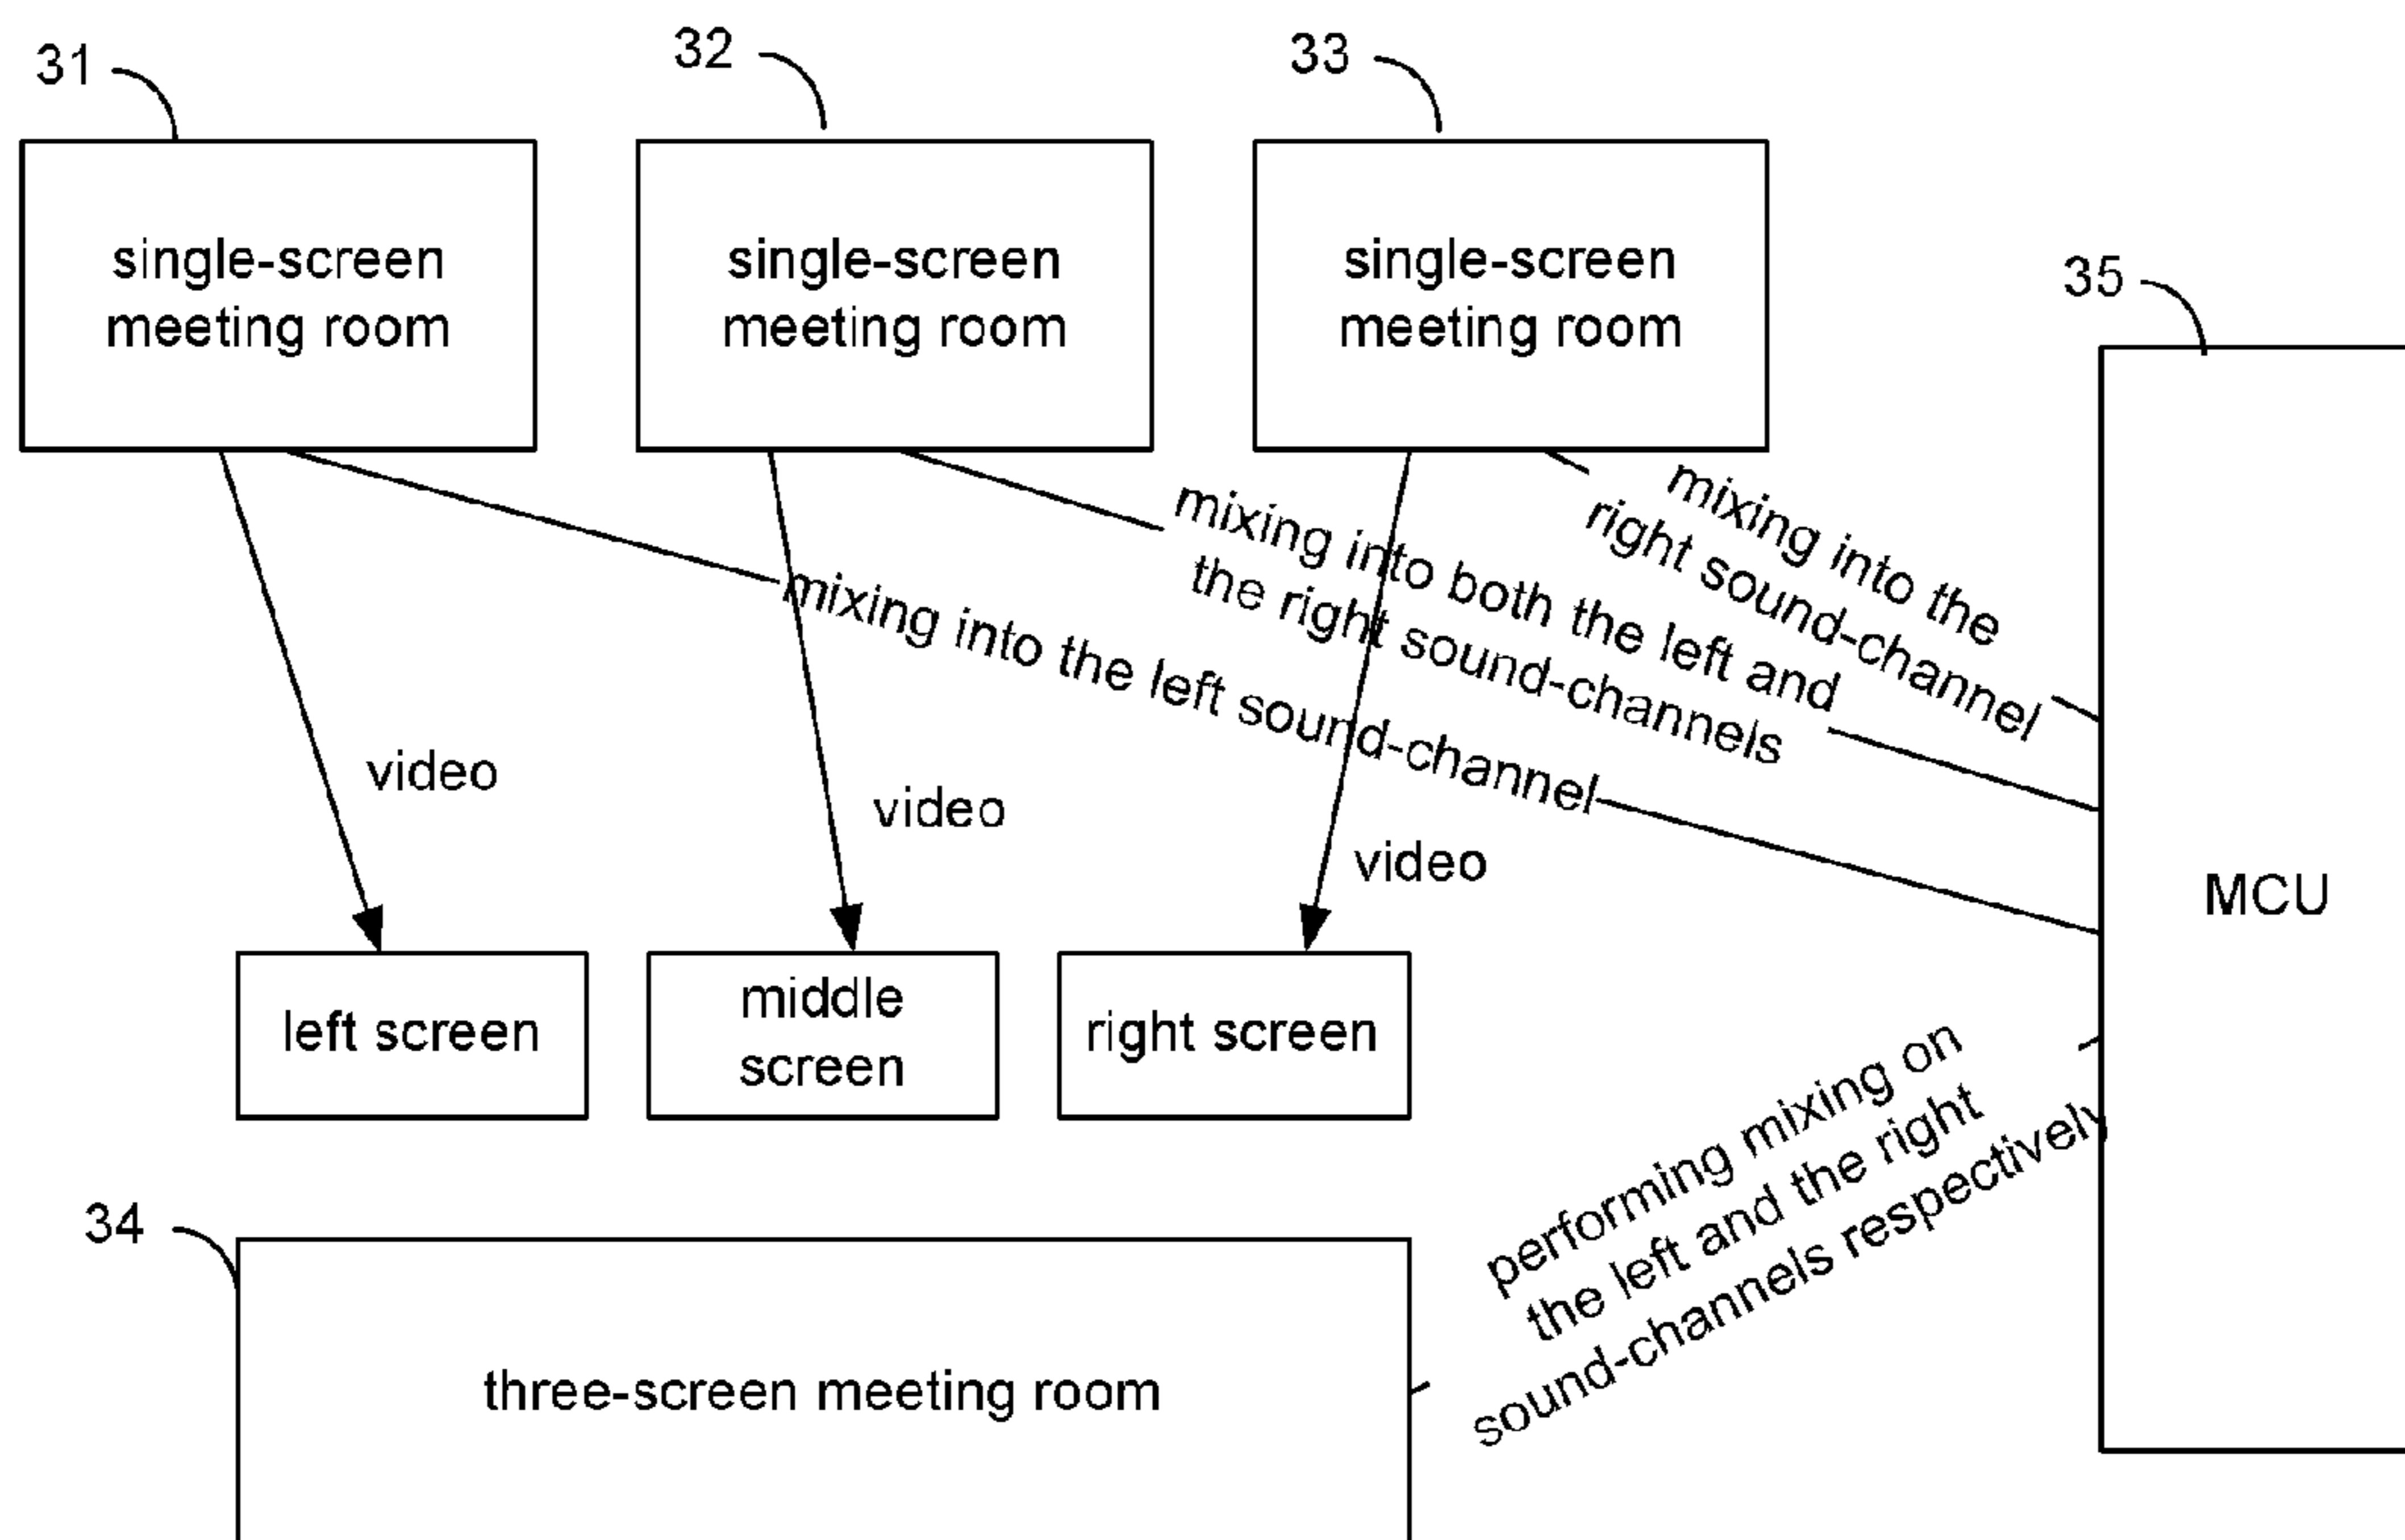 31
32
33
single-screen
meeting room
single-screen
meeting room
single-screen
meeting room
35
mixing into the
right sound-channel
mixing into both the left and
the right sound-channels
mixing into the left sound-channel
video
video
video
MCU
left screen
middle
screen
right screen
performing mixing on
the left and the right
sound-channels respectively
34
three-screen meeting room